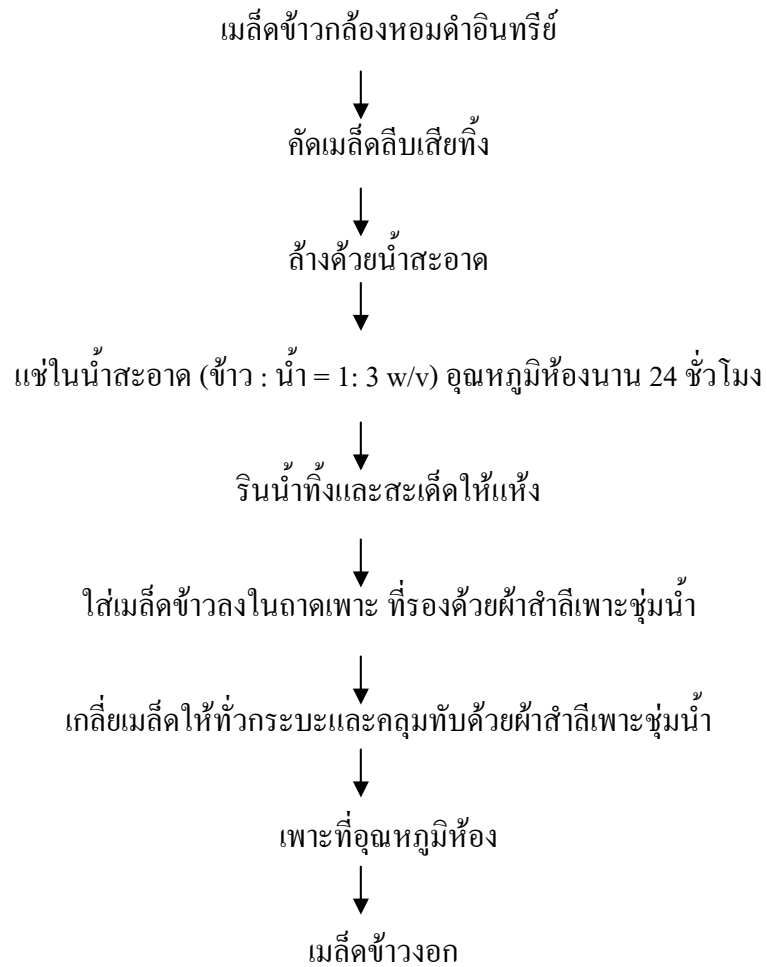 เมล็ดข้าวกล้องหอมดำอินทรีย์
คัดเมล็ดลีบเสียทิ้ง
ล้างด้วยน้ำสะอาด
แช่ในน้ำสะอาด (ข้าว : น้ำ = 1: 3 w/v) อุณหภูมิห้องนาน 24 ชั่วโมง
รินน้ำทิ้งและสะเด็ดให้แห้ง
ใส่เมล็ดข้าวลงในถาดเพาะ ที่รองด้วยผ้าสำลีเพาะชุ่มน้ำ
เกลี่ยเมล็ดให้ทั่วกระบะและคลุมทับด้วยผ้าสำลีเพาะชุ่มน้ำ
เพาะที่อุณหภูมิห้อง
เมล็ดข้าวงอก